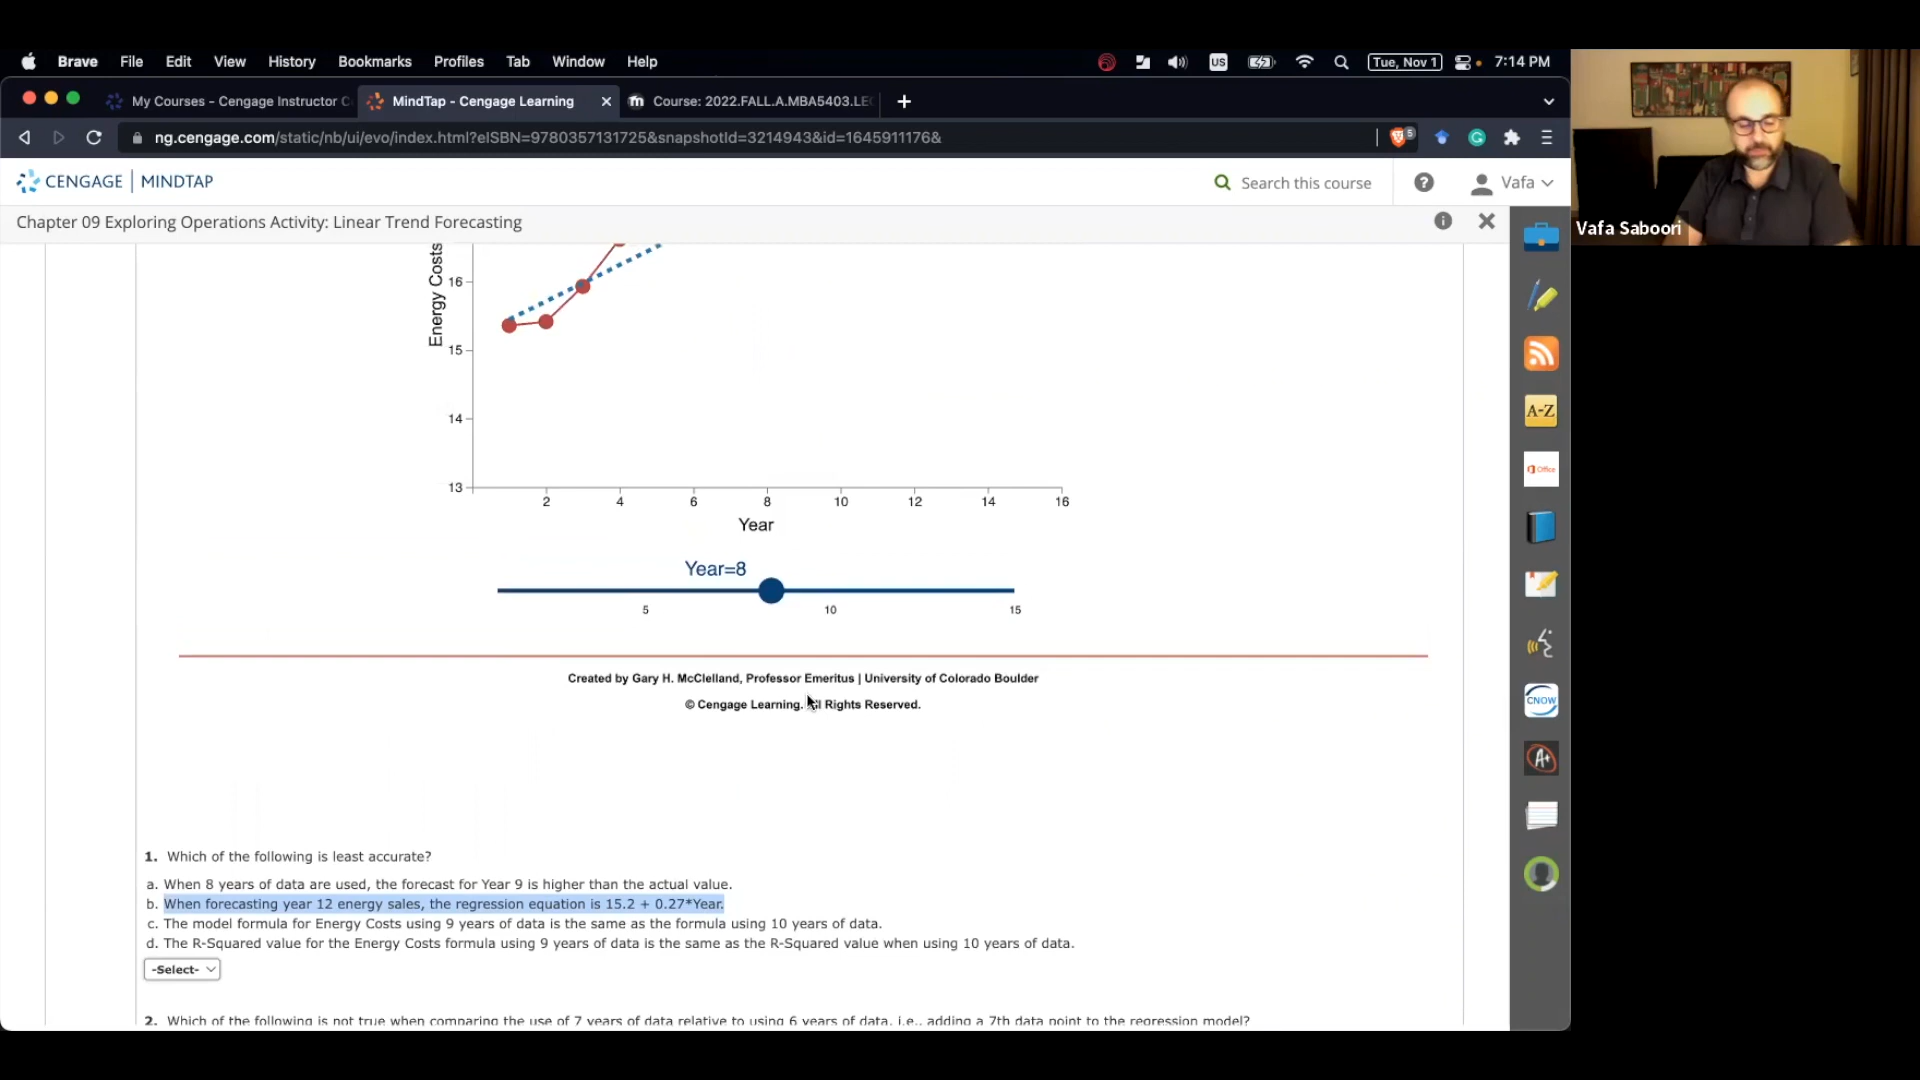 Brave File Edit View History Bookmarks Profiles Tab Window Help US Tue, Nov 1 7:14 PM
My Courses - Cengage Instructor C MindTap - Cengage Learning Course: 2022.FALL.A.MBA5403.LEC
ng.cengage.com/static/nb/ui/evo/index.html?eISBN=9780357131725&snapshotId=3214943&id=1645911176& 5
CENGAGE MINDTAP Search this course Vafa
Chapter 09 Exploring Operations Activity: Linear Trend Forecasting
Vafa Saboori
Energy Costs
16
15
14
13
2 4 6 8 10 12 14 16
Year
Year=8
5 10 15
Created by Gary H. McClelland, Professor Emeritus | University of Colorado Boulder
© Cengage Learning. Rights Reserved.
A-Z
Office
CNOW
A+
1. Which of the following is least accurate?
a. When 8 years of data are used, the forecast for Year 9 is higher than the actual value.
b. When forecasting year 12 energy sales, the regression equation is 15.2 + 0.27*Year.
c. The model formula for Energy Costs using 9 years of data is the same as the formula using 10 years of data.
d. The R-Squared value for the Energy Costs formula using 9 years of data is the same as the R-Squared value when using 10 years of data.
-Select-
2. Which of the following is not true when comparing the use of 7 years of data relative to using 6 years of data, i.e., adding a 7th data point to the regression model?